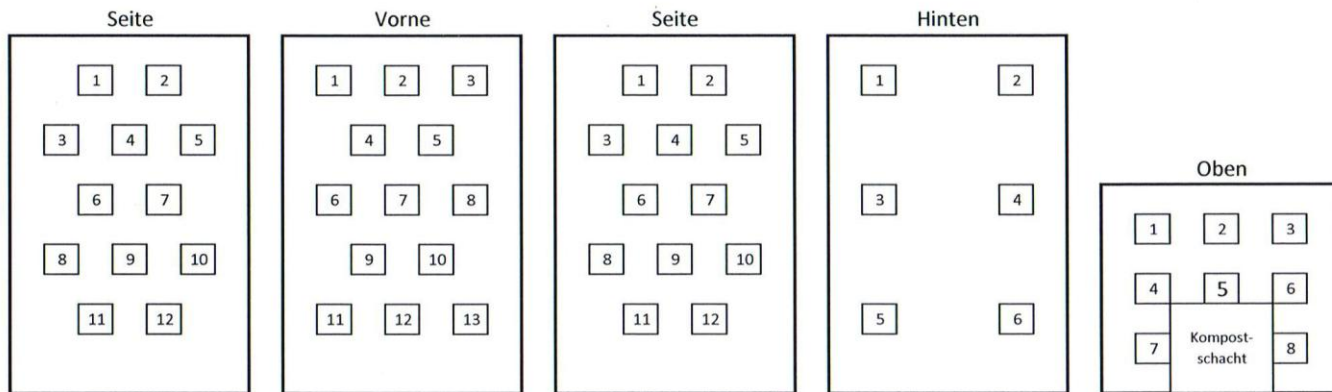 Seite
1 2
3 4 5
6 7
8 9 10
11 12
Vorne
1 2 3
4 5
6 7 8
9 10
11 12 13
Seite
1 2
3 4 5
6 7
8 9 10
11 12
Hinten
1 2
3 4
5 6
Oben
1 2 3
4 5 6
7 8
Kompost-
schacht